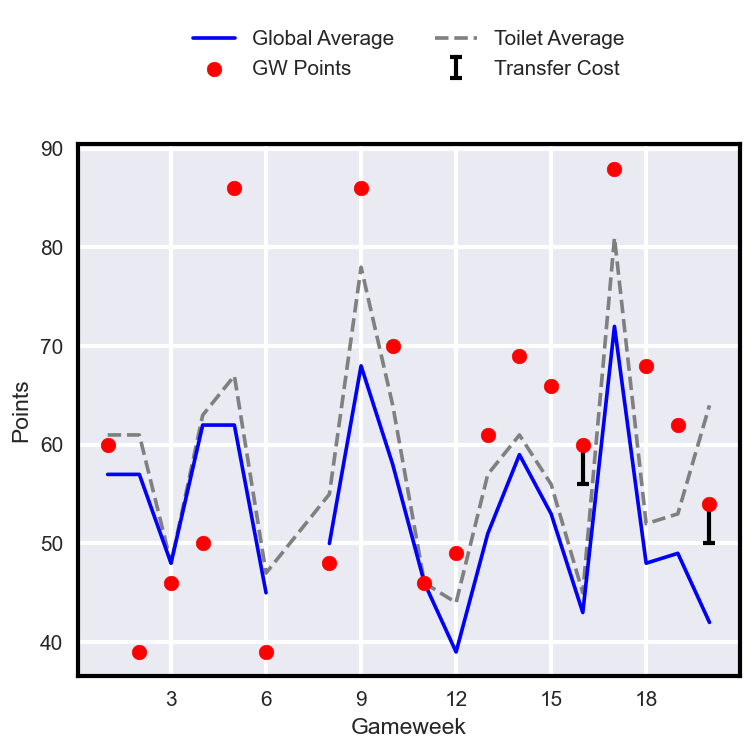 Global Average
Toilet Average
GW Points
Transfer Cost
90
80
70
60
50
40
Points
3 6 9 12 15 18
Gameweek